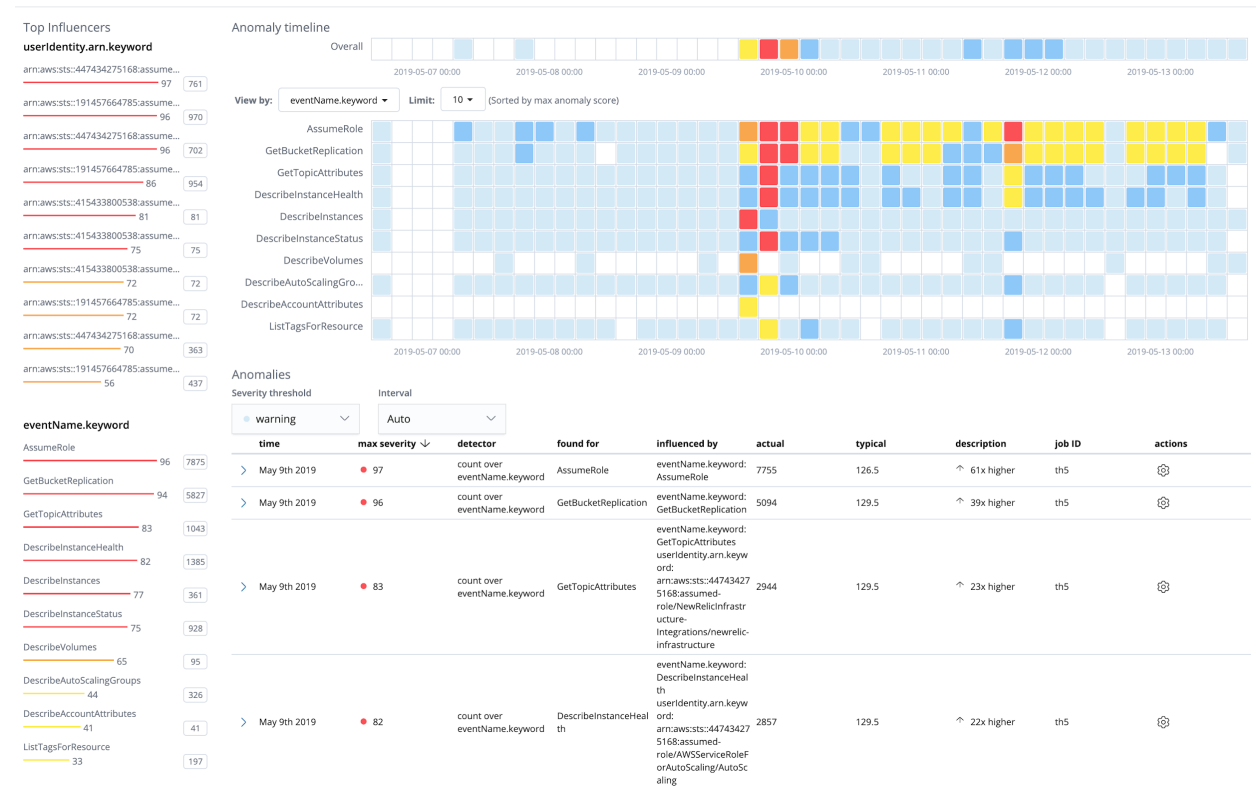 Top Influencers
userIdentity.arn.keyword
arn:aws:sts::447434275168:assume...
97 761
arn:aws:sts::191457664785:assume...
96 970
arn:aws:sts::447434275168:assume...
96 702
arn:aws:sts::191457664785:assume...
86 954
arn:aws:sts::415433800538:assume...
81 81
arn:aws:sts::415433800538:assume...
75 75
arn:aws:sts::415433800538:assume...
72 72
arn:aws:sts::191457664785:assume...
72 72
arn:aws:sts::447434275168:assume...
70 363
arn:aws:sts::191457664785:assume...
56 437
eventName.keyword
AssumeRole
96 7875
GetBucketReplication
94 5827
GetTopicAttributes
83 1043
DescribeInstanceHealth
82 1385
DescribeInstances
77 361
DescribeInstanceStatus
75 928
DescribeVolumes
65 95
DescribeAutoScalingGroups
44 326
DescribeAccountAttributes
41 41
ListTagsForResource
33 197
Anomaly timeline
Overall
2019-05-07 00:00 2019-05-08 00:00 2019-05-09 00:00 2019-05-10 00:00 2019-05-11 00:00 2019-05-12 00:00 2019-05-13 00:00
View by: eventName.keyword Limit: 10 (Sorted by max anomaly score)
AssumeRole
GetBucketReplication
GetTopicAttributes
DescribeInstanceHealth
DescribeInstances
DescribeInstanceStatus
DescribeVolumes
DescribeAutoScalingGro...
DescribeAccountAttributes
ListTagsForResource
2019-05-07 00:00 2019-05-08 00:00 2019-05-09 00:00 2019-05-10 00:00 2019-05-11 00:00 2019-05-12 00:00 2019-05-13 00:00
Anomalies
Severity threshold Interval
warning Auto
time max severity detector found for influenced by actual typical description job ID actions
May 9th 2019 97 count over eventName.keyword AssumeRole eventName.keyword: AssumeRole 7755 126.5 ↑ 61x higher th5
May 9th 2019 96 count over eventName.keyword GetBucketReplication eventName.keyword: GetBucketReplication 5094 129.5 ↑ 39x higher th5
eventName.keyword:
GetTopicAttributes
userIdentity.arn.keyw
ord:
arn:aws:sts::44743427
May 9th 2019 83 count over eventName.keyword GetTopicAttributes 5168:assumed- 2944 129.5 ↑ 23x higher th5
role/NewRelicInfrastr
ucture-
Integrations/newrelic-
infrastructure
eventName.keyword:
DescribeInstanceHeal
th
userIdentity.arn.keyw
ord:
May 9th 2019 82 count over eventName.keyword DescribeInstanceHeal th arn:aws:sts::44743427 2857 129.5 ↑ 22x higher th5
5168:assumed-
role/AWSServiceRoleF
orAutoScaling/AutoSc
aling